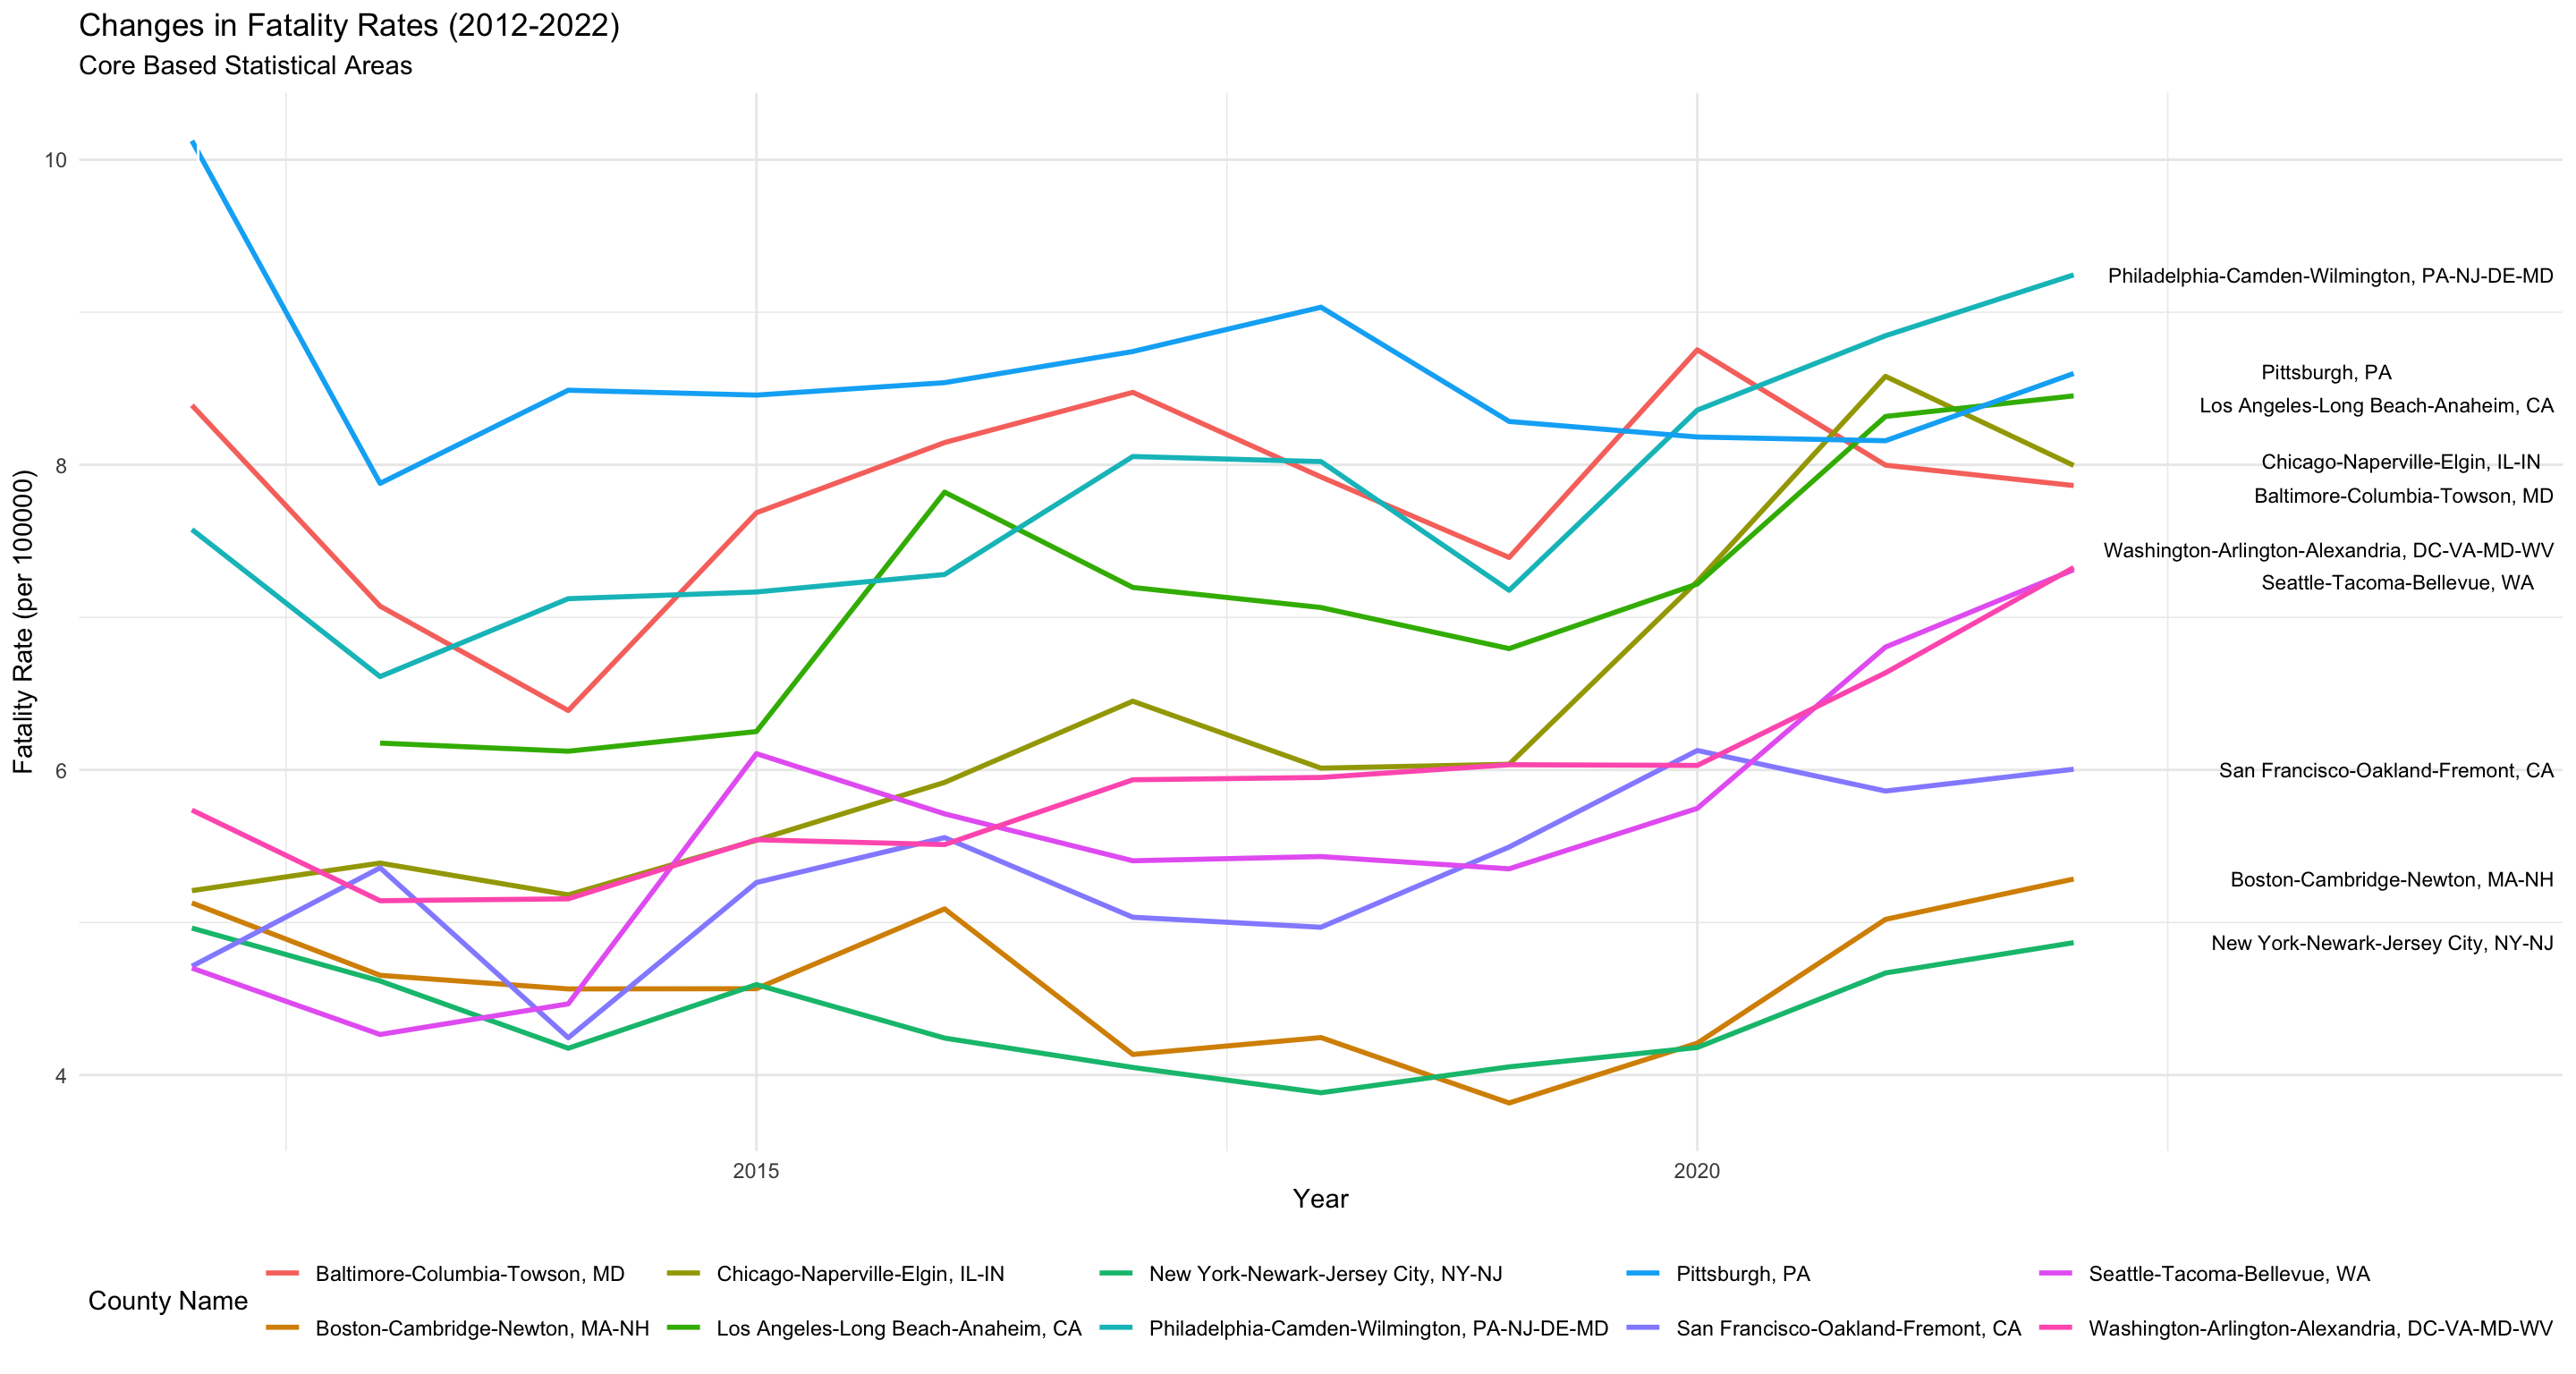 Changes in Fatality Rates (2012-2022)
Core Based Statistical Areas
Fatality Rate (per 100000)
10
8
6
4
Philadelphia-Camden-Wilmington, PA-NJ-DE-MD
Pittsburgh, PA
Los Angeles-Long Beach-Anaheim, CA
Chicago-Naperville-Elgin, IL-IN
Baltimore-Columbia-Towson, MD
Washington-Arlington-Alexandria, DC-VA-MD-WV
Seattle-Tacoma-Bellevue, WA
San Francisco-Oakland-Fremont, CA
Boston-Cambridge-Newton, MA-NH
New York-Newark-Jersey City, NY-NJ
2015 2020
Year
County Name
Baltimore-Columbia-Towson, MD Chicago-Naperville-Elgin, IL-IN New York-Newark-Jersey City, NY-NJ Pittsburgh, PA Seattle-Tacoma-Bellevue, WA
Boston-Cambridge-Newton, MA-NH Los Angeles-Long Beach-Anaheim, CA Philadelphia-Camden-Wilmington, PA-NJ-DE-MD San Francisco-Oakland-Fremont, CA Washington-Arlington-Alexandria, DC-VA-MD-WV